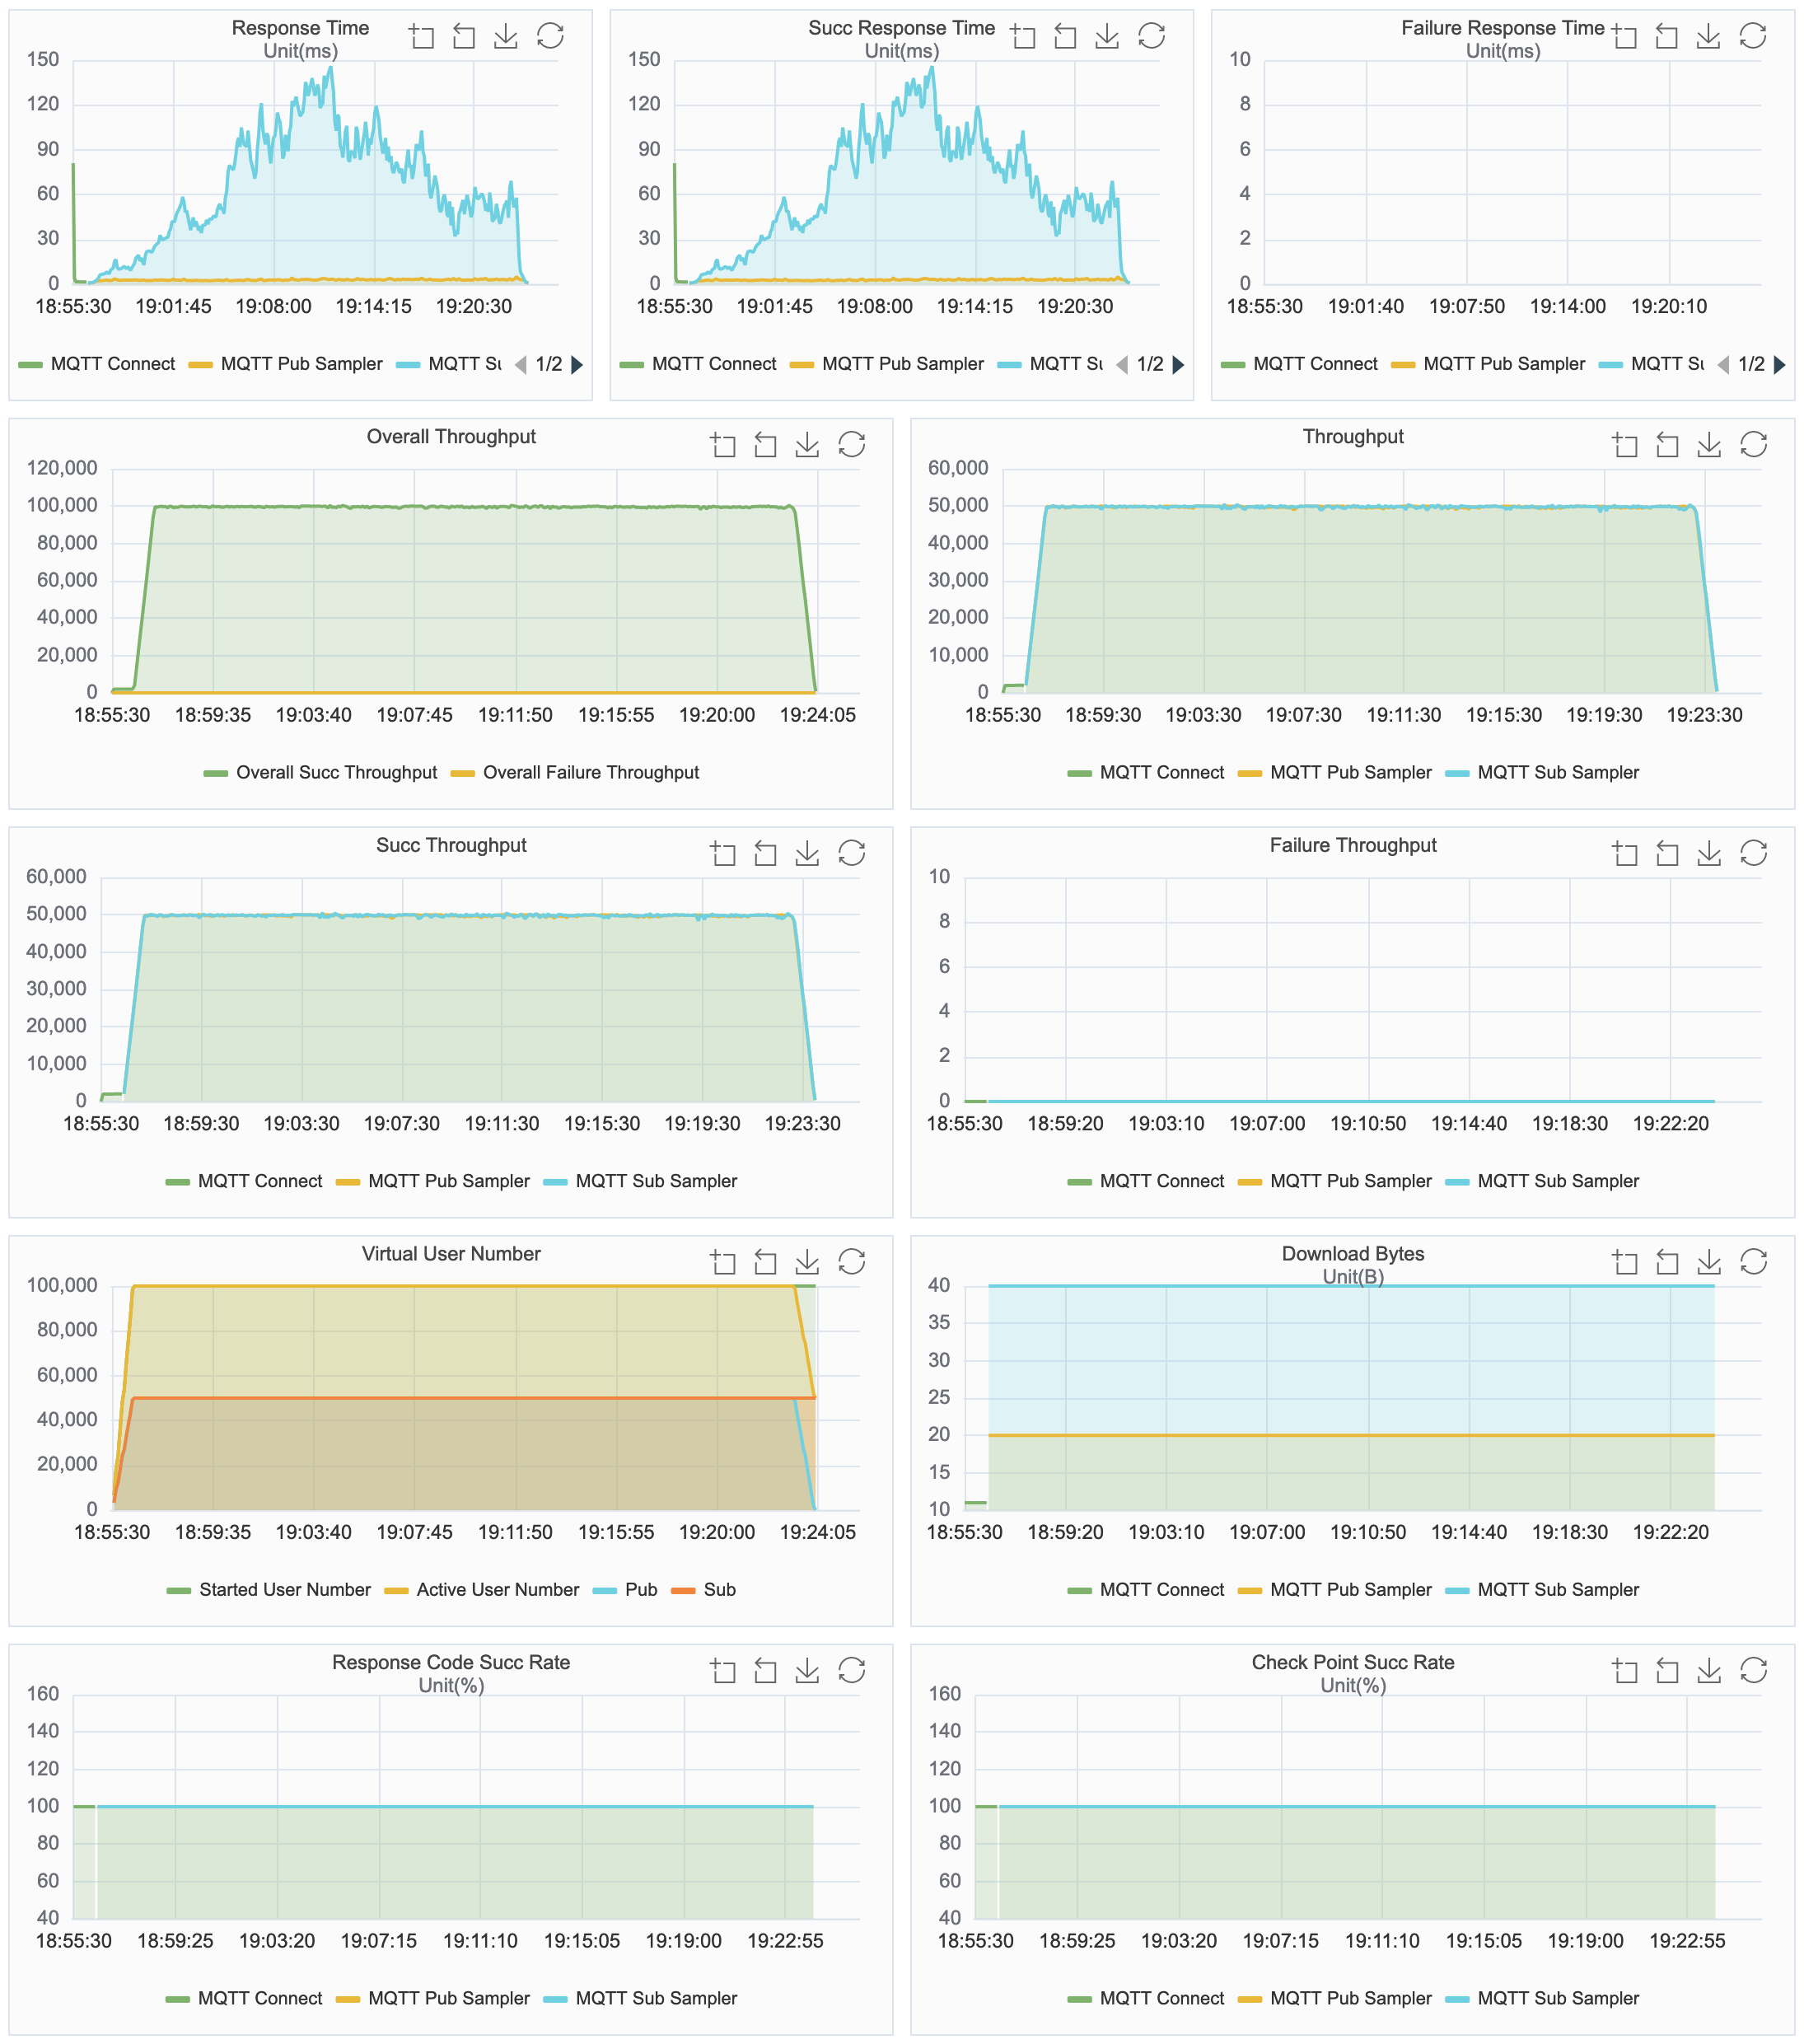 Response Time
Unit(ms)
150
120
90
60
30
0
18:55:30 19:01:45 19:08:00 19:14:15 19:20:30
MQTT Connect MQTT Pub Sampler MQTT Su 1/2
Succ Response Time
Unit(ms)
150
120
90
60
30
0
18:55:30 19:01:45 19:08:00 19:14:15 19:20:30
MQTT Connect MQTT Pub Sampler MQTT Su 1/2
Failure Response Time
Unit(ms)
10
8
6
4
2
0
18:55:30 19:01:40 19:07:50 19:14:00 19:20:10
MQTT Connect MQTT Pub Sampler MQTT Su 1/2
Overall Throughput
120,000
100,000
80,000
60,000
40,000
20,000
0
18:55:30 18:59:35 19:03:40 19:07:45 19:11:50 19:15:55 19:20:00 19:24:05
Overall Succ Throughput Overall Failure Throughput
Throughput
60,000
50,000
40,000
30,000
20,000
10,000
0
18:55:30 18:59:30 19:03:30 19:07:30 19:11:30 19:15:30 19:19:30 19:23:30
MQTT Connect MQTT Pub Sampler MQTT Sub Sampler
Succ Throughput
60,000
50,000
40,000
30,000
20,000
10,000
0
18:55:30 18:59:30 19:03:30 19:07:30 19:11:30 19:15:30 19:19:30 19:23:30
MQTT Connect MQTT Pub Sampler MQTT Sub Sampler
Failure Throughput
10
8
6
4
2
0
18:55:30 18:59:20 19:03:10 19:07:00 19:10:50 19:14:40 19:18:30 19:22:20
MQTT Connect MQTT Pub Sampler MQTT Sub Sampler
Virtual User Number
100,000
80,000
60,000
40,000
20,000
0
18:55:30 18:59:35 19:03:40 19:07:45 19:11:50 19:15:55 19:20:00 19:24:05
Started User Number Active User Number Pub Sub
Download Bytes
Unit(B)
40
35
30
25
20
15
10
18:55:30 18:59:20 19:03:10 19:07:00 19:10:50 19:14:40 19:18:30 19:22:20
MQTT Connect MQTT Pub Sampler MQTT Sub Sampler
Response Code Succ Rate
Unit(%)
160
140
120
100
80
60
40
18:55:30 18:59:25 19:03:20 19:07:15 19:11:10 19:15:05 19:19:00 19:22:55
MQTT Connect MQTT Pub Sampler MQTT Sub Sampler
Check Point Succ Rate
Unit(%)
160
140
120
100
80
60
40
18:55:30 18:59:25 19:03:20 19:07:15 19:11:10 19:15:05 19:19:00 19:22:55
MQTT Connect MQTT Pub Sampler MQTT Sub Sampler